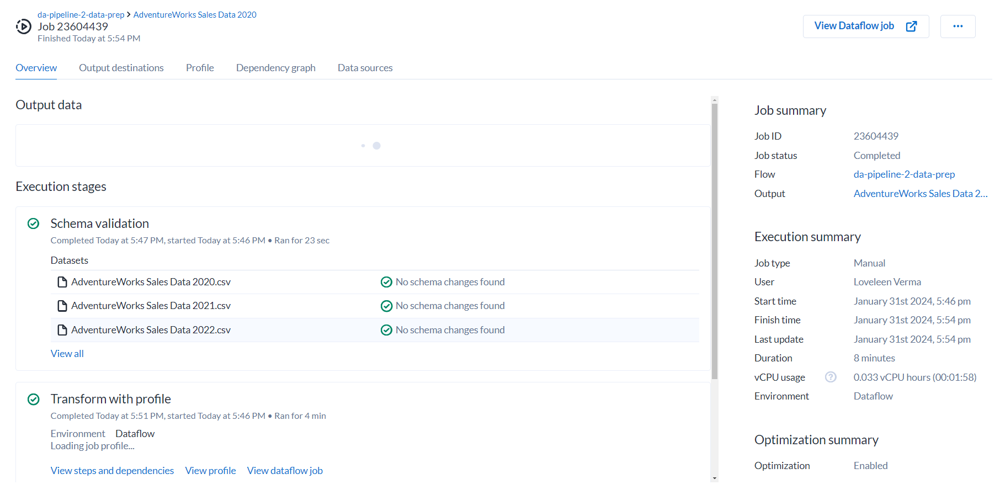 da-pipeline-2-data-prep > AdventureWorks Sales Data 2020
Job 23604439
Finished Today at 5:54 PM
View Dataflow job
...
Overview Output destinations Profile Dependency graph Data sources
Output data
Execution stages
Schema validation
Completed Today at 5:47 PM, started Today at 5:46 PM • Ran for 23 sec
Datasets
AdventureWorks Sales Data 2020.csv No schema changes found
AdventureWorks Sales Data 2021.csv No schema changes found
AdventureWorks Sales Data 2022.csv No schema changes found
View all
Transform with profile
Completed Today at 5:51 PM, started Today at 5:46 PM • Ran for 4 min
Environment Dataflow
Loading job profile...
View steps and dependencies View profile View dataflow job
Job summary
Job ID 23604439
Job status Completed
Flow da-pipeline-2-data-prep
Output AdventureWorks Sales Data 2...
Execution summary
Job type Manual
User Loveleen Verma
Start time January 31st 2024, 5:46 pm
Finish time January 31st 2024, 5:54 pm
Last update January 31st 2024, 5:54 pm
Duration 8 minutes
vCPU usage ? 0.033 vCPU hours (00:01:58)
Environment Dataflow
Optimization summary
Optimization Enabled